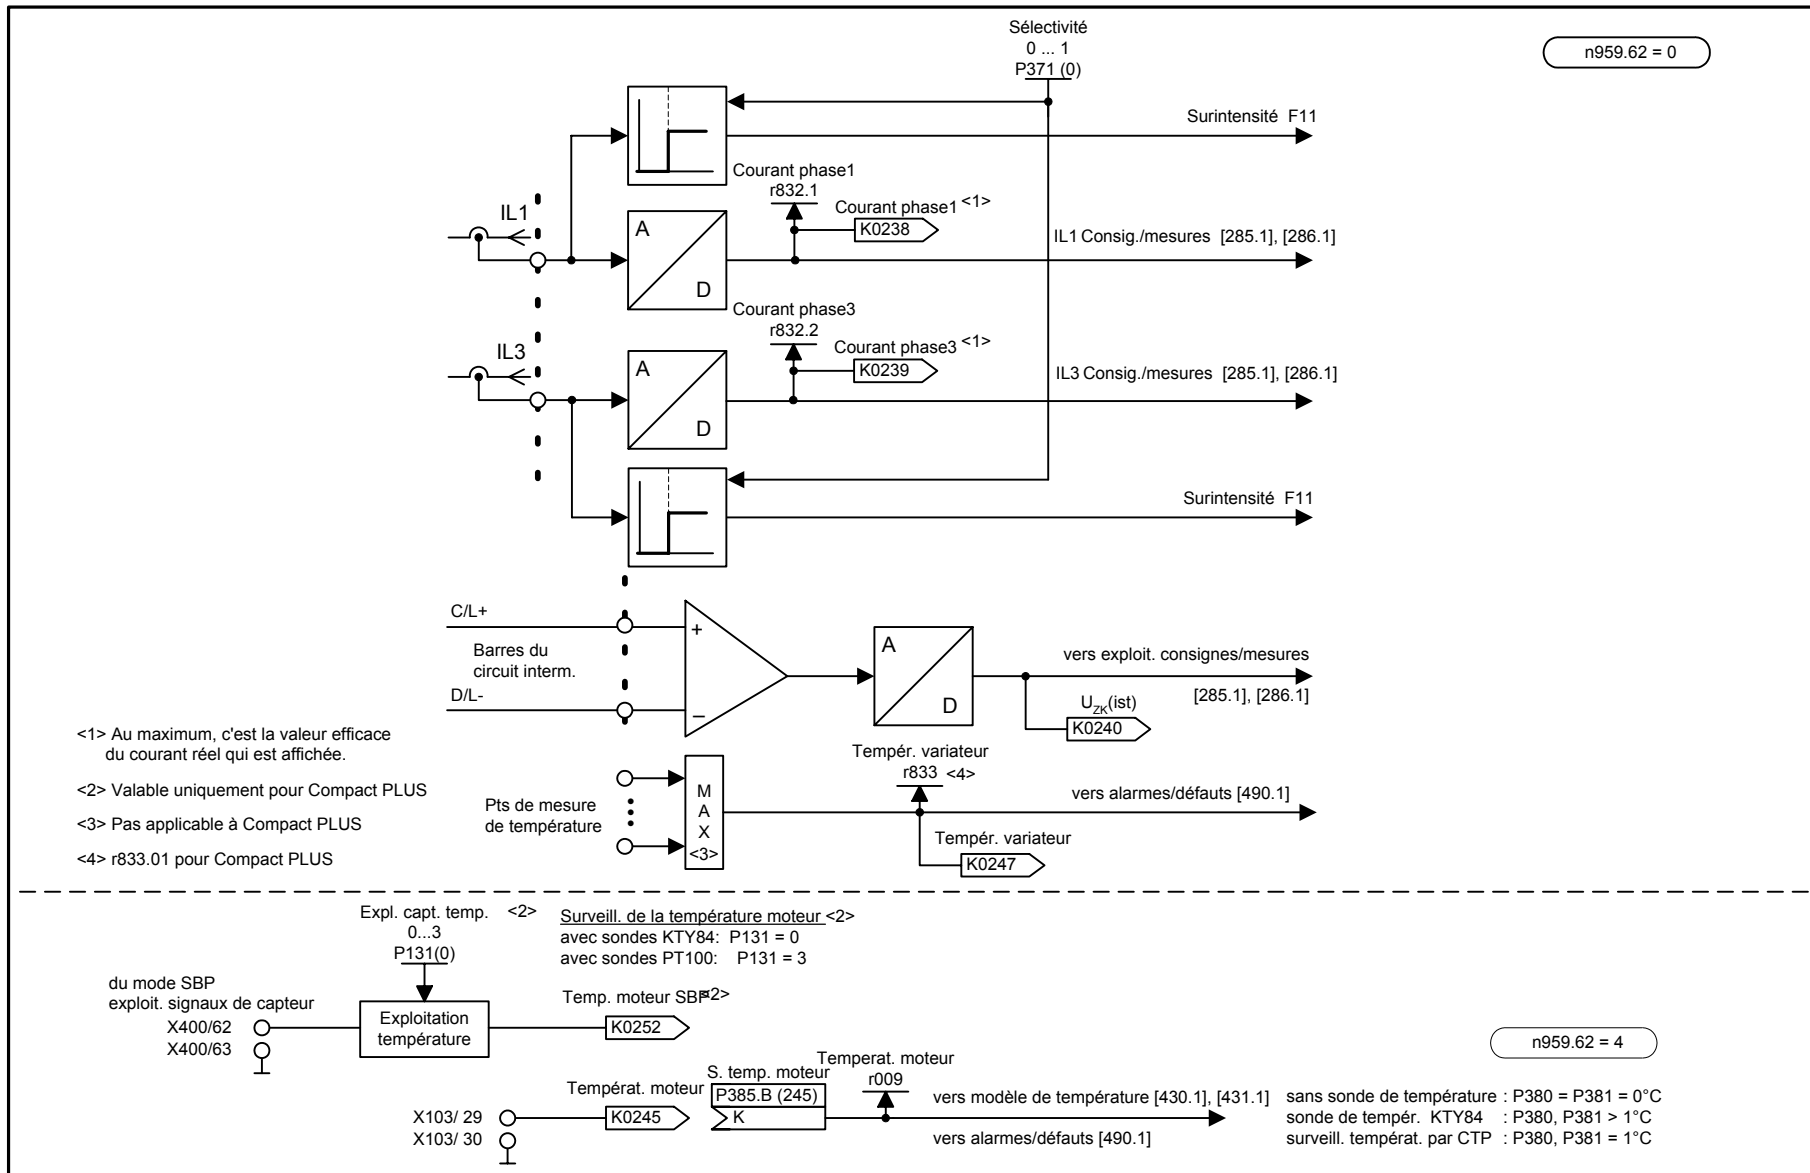 Sélectivité
0 ... 1
P371 (0)
n959.62 = 0
Surintensité F11
Courant phase1
r832.1
Courant phase1 <1>
K0238
IL1
A
D
IL1 Consig./mesures [285.1], [286.1]
Courant phase3
r832.2
Courant phase3 <1>
K0239
IL3
A
D
IL3 Consig./mesures [285.1], [286.1]
Surintensité F11
C/L+
Barres du
circuit interm.
D/L-
+
–
A
D
vers exploit. consignes/mesures
[285.1], [286.1]
UZK(ist)
K0240
<1> Au maximum, c'est la valeur efficace
du courant réel qui est affichée.
<2> Valable uniquement pour Compact PLUS
<3> Pas applicable à Compact PLUS
<4> r833.01 pour Compact PLUS
Pts de mesure
de température
M
A
X
<3>
Tempér. variateur
r833 <4>
vers alarmes/défauts [490.1]
Tempér. variateur
K0247
Expl. capt. temp. <2>
0...3
P131(0)
Surveill. de la température moteur <2>
avec sondes KTY84: P131 = 0
avec sondes PT100: P131 = 3
du mode SBP
exploit. signaux de capteur
X400/62
X400/63
Exploitation
température
Temp. moteur SBP<2>
K0252
n959.62 = 4
X103/ 29
X103/ 30
Températ. moteur
K0245
S. temp. moteur
P385.B (245)
K
Temperat. moteur
r009
vers modèle de température [430.1], [431.1]
vers alarmes/défauts [490.1]
sans sonde de température : P380 = P381 = 0°C
sonde de tempér. KTY84 : P380, P381 > 1°C
surveill. températ. par CTP : P380, P381 = 1°C